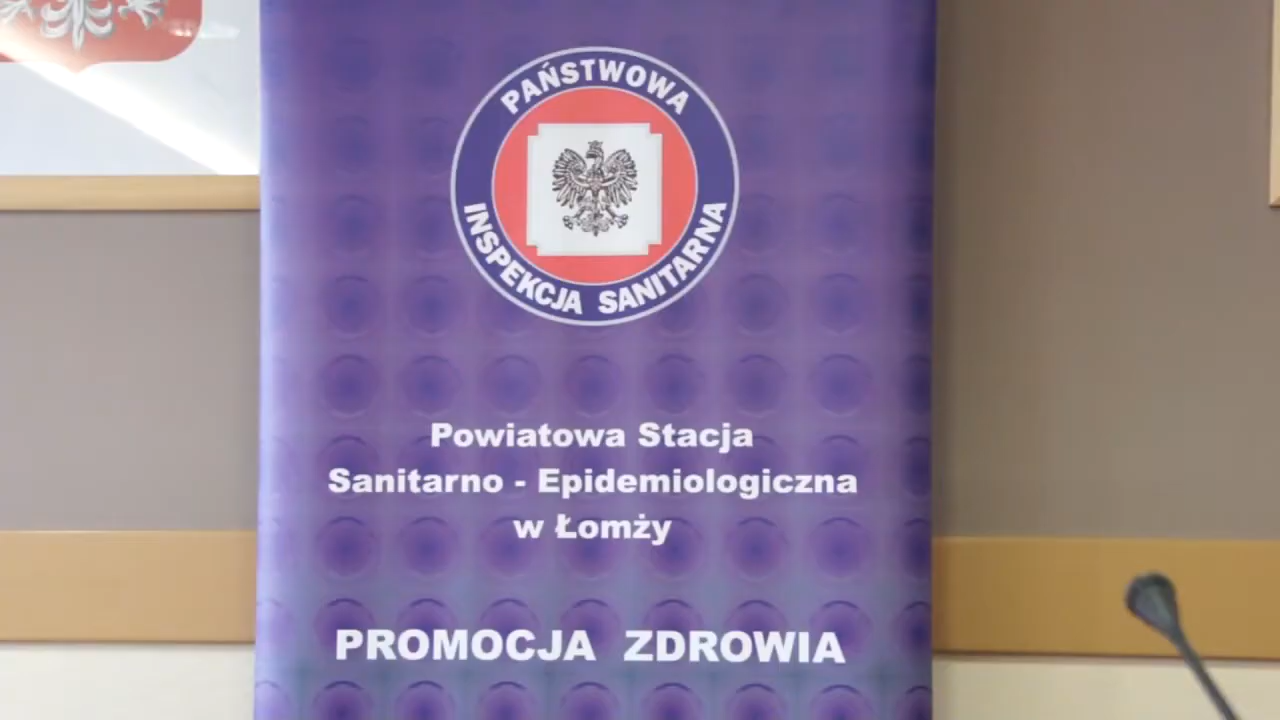 PAŃSTWOWA
INSPEKCJA SANITARNA
Powiatowa Stacja
Sanitarno - Epidemiologiczna
w Łomży
PROMOCJA ZDROWIA